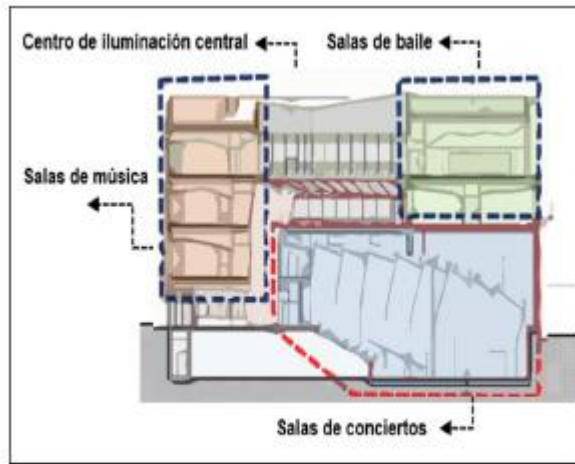 Centro de iluminación central
Salas de baile
Salas de música
Salas de conciertos